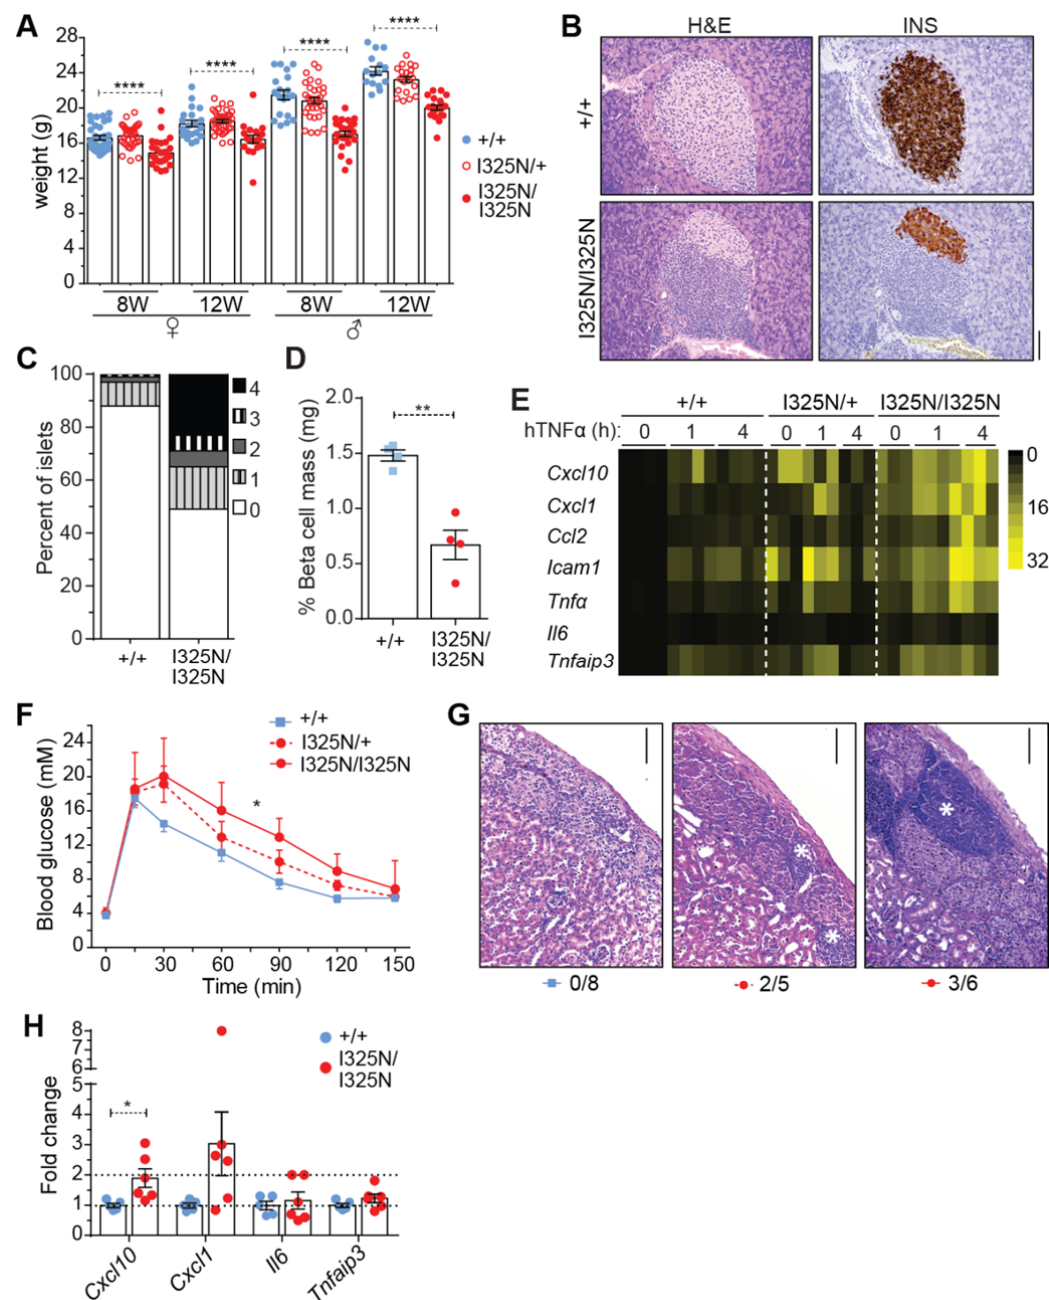 A
weight (g)
28
24
20
16
12
8
4
0
****
****
****
****
8W
12W
8W
12W
♀
♂
+/+
I325N/+
I325N/
I325N
B
H&E
INS
+/+
I325N/I325N
C
Percent of islets
100
80
60
40
20
0
4
3
2
1
0
+/+
I325N/
I325N
D
% Beta cell mass (mg)
2.0
1.5
1.0
0.5
0.0
**
+/+
I325N/
I325N
E
+/+
I325N/+
I325N/I325N
hTNFα (h):
0
1
4
0
1
4
0
1
4
Cxcl10
Cxcl1
Ccl2
Icam1
Tnfα
Il6
Tnfaip3
0
16
32
F
Blood glucose (mM)
24
20
16
12
8
4
0
+/+
I325N/+
I325N/I325N
*
0
30
60
90
120
150
Time (min)
G
*
*
*
0/8
2/5
3/6
H
Fold change
8
7
6
5
4
3
2
1
0
*
+/+
I325N/
I325N
Cxcl10
Cxcl1
Il6
Tnfaip3